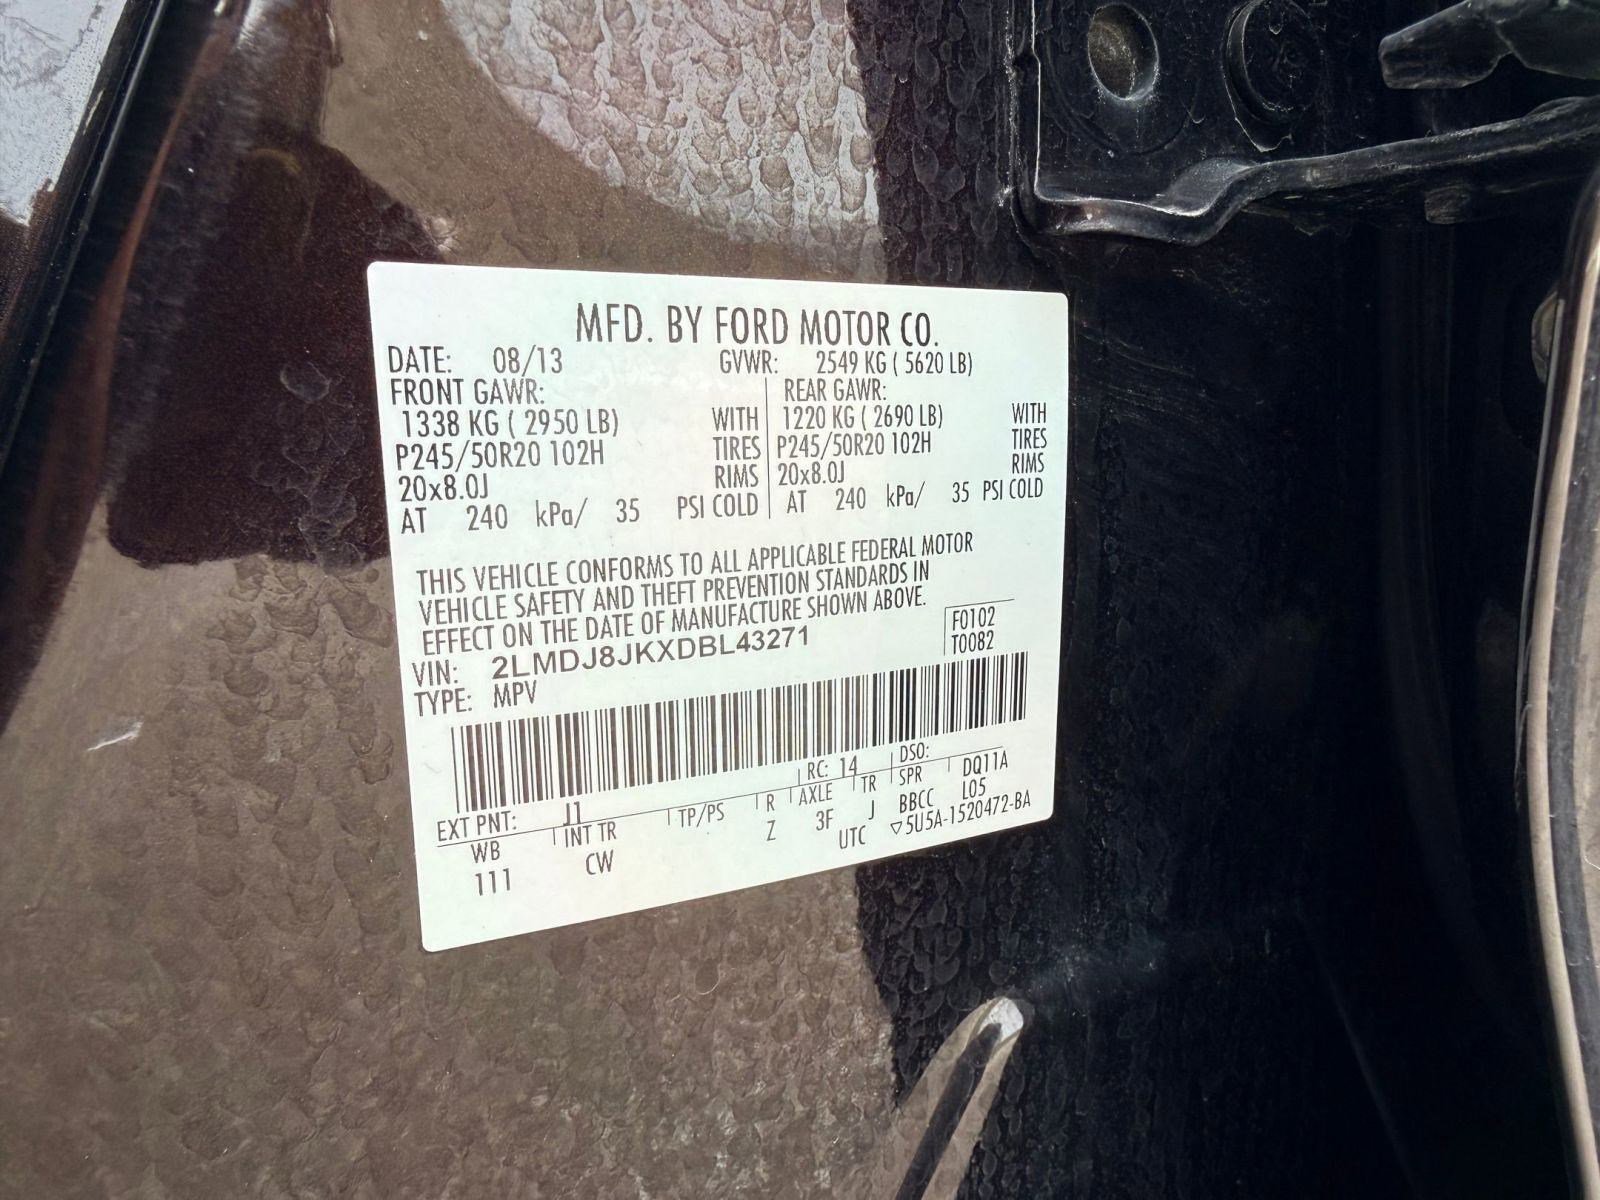 MFD. BY FORD MOTOR CO.
DATE: 08/13 GVWR: 2549 KG ( 5620 LB)
FRONT GAWR: REAR GAWR:
1338 KG ( 2950 LB) WITH 1220 KG ( 2690 LB) WITH
P245/50R20 102H TIRES P245/50R20 102H TIRES
20x8.0J RIMS 20x8.0J RIMS
AT 240 kPa/ 35 PSI COLD AT 240 kPa/ 35 PSI COLD
THIS VEHICLE CONFORMS TO ALL APPLICABLE FEDERAL MOTOR
VEHICLE SAFETY AND THEFT PREVENTION STANDARDS IN
EFFECT ON THE DATE OF MANUFACTURE SHOWN ABOVE.
F0102
VIN: 2LMDJ8JKXDBL43271 T0082
TYPE: MPV
EXT PNT: J1 RC: 14 DSO:
WB INT TR TP/PS R AXLE TR SPR DQ11A
111 CW Z 3F J BBCC L05
UTC ▽5U5A-1520472-BA